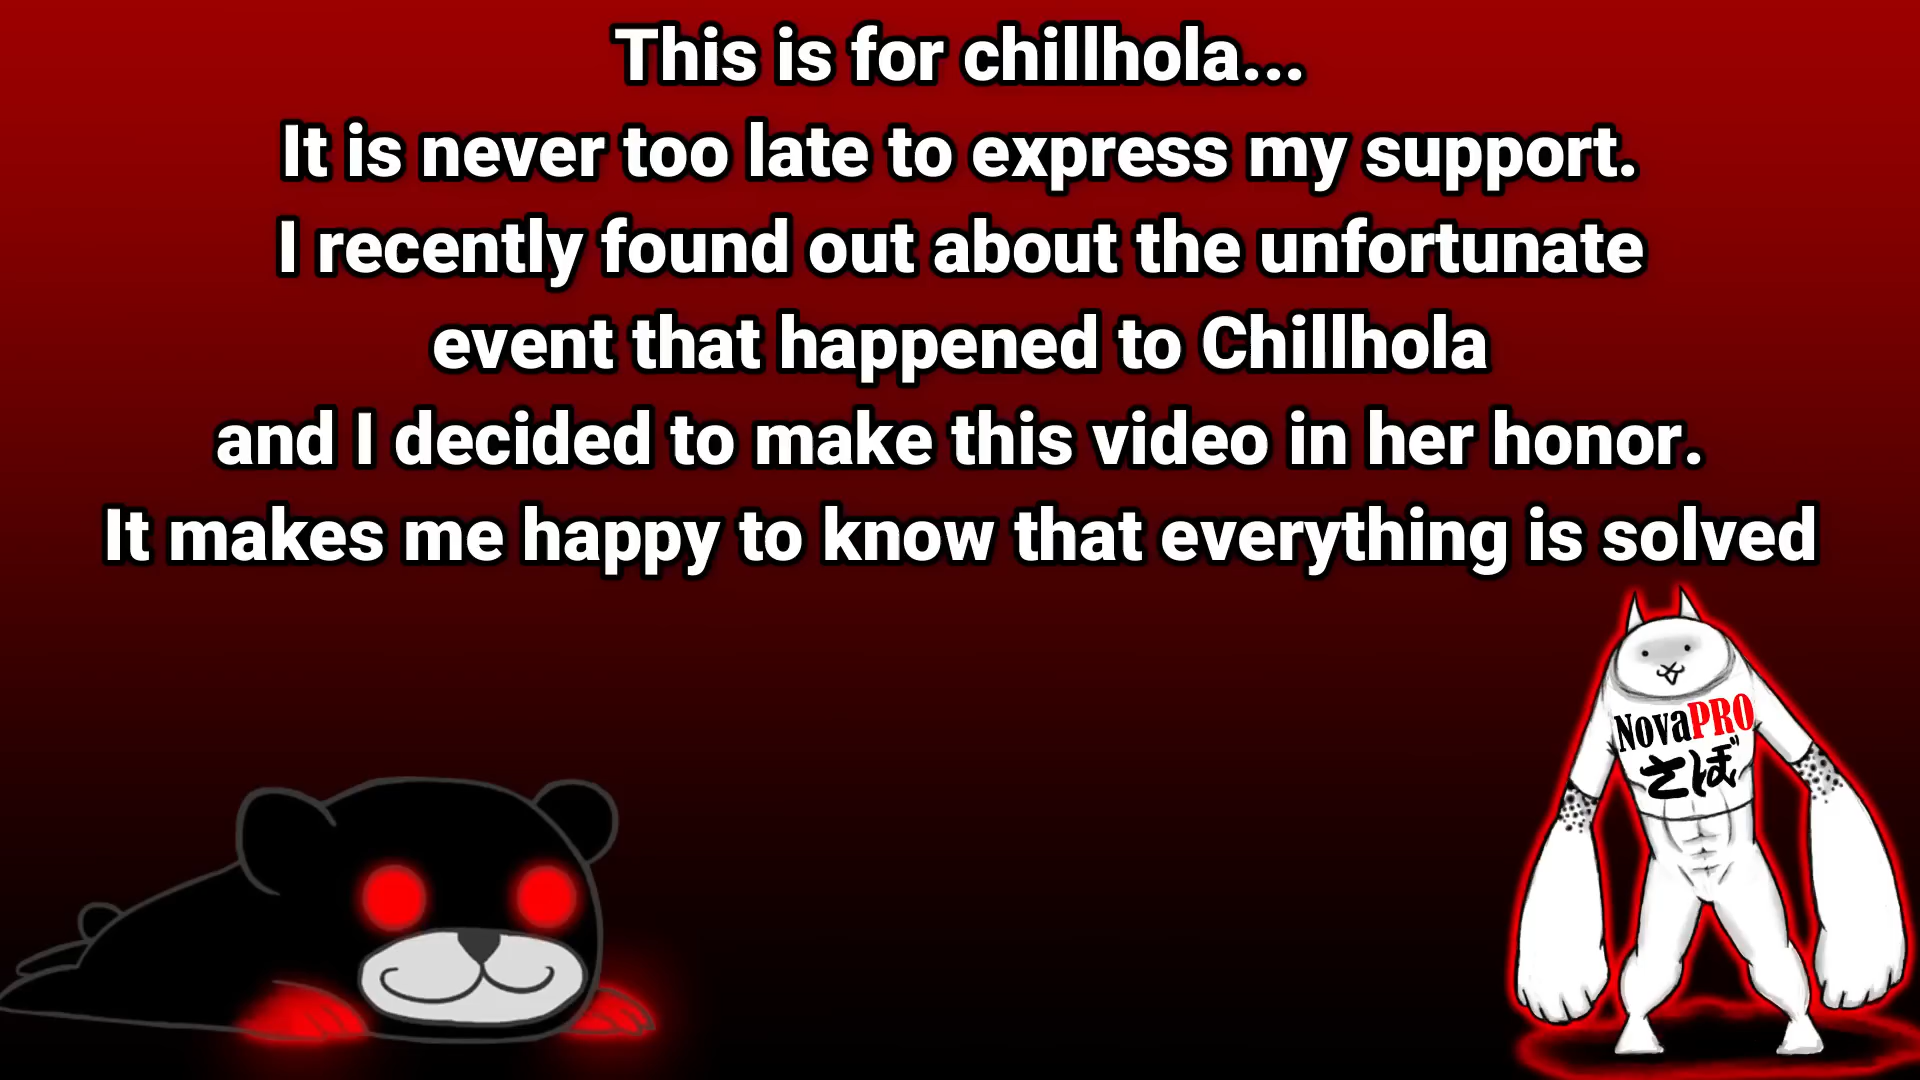 This is for chillhola...
It is never too late to express my support.
I recently found out about the unfortunate
event that happened to Chillhola
and I decided to make this video in her honor.
It makes me happy to know that everything is solved
NovaPRO
さぼ